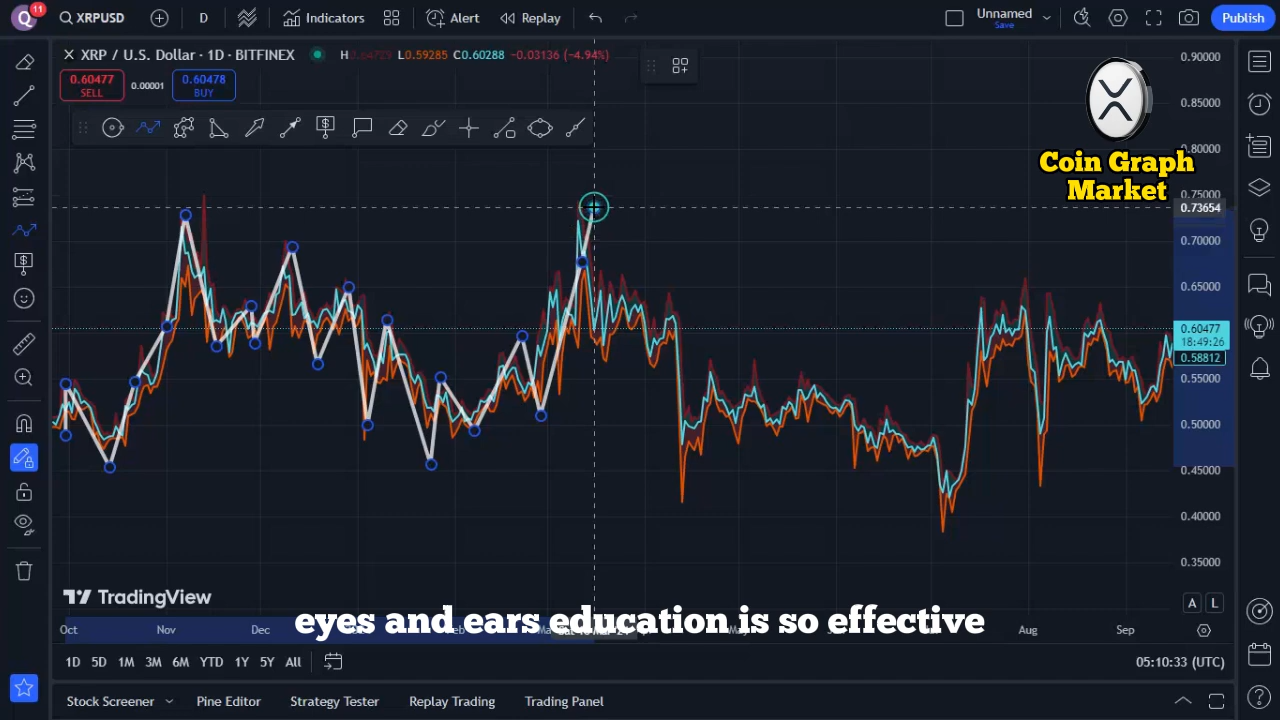 Q 11 XRPUSD D Indicators Alert Replay Unnamed Save Publish
XRP / U.S. Dollar · 1D · BITFINEX L0.59285 C0.60288 -0.03136 (-4.94%)
0.60477 SELL 0.00001 0.60478 BUY
Coin Graph
Market
0.90000
0.85000
0.80000
0.75000
0.73654
0.70000
0.65000
0.60477
18:49:26
0.58812
0.55000
0.50000
0.45000
0.40000
0.35000
TradingView
A L
eyes and ears education is so effective
Oct Nov Dec Aug Sep
1D 5D 1M 3M 6M YTD 1Y 5Y All 05:10:33 (UTC)
Stock Screener Pine Editor Strategy Tester Replay Trading Trading Panel